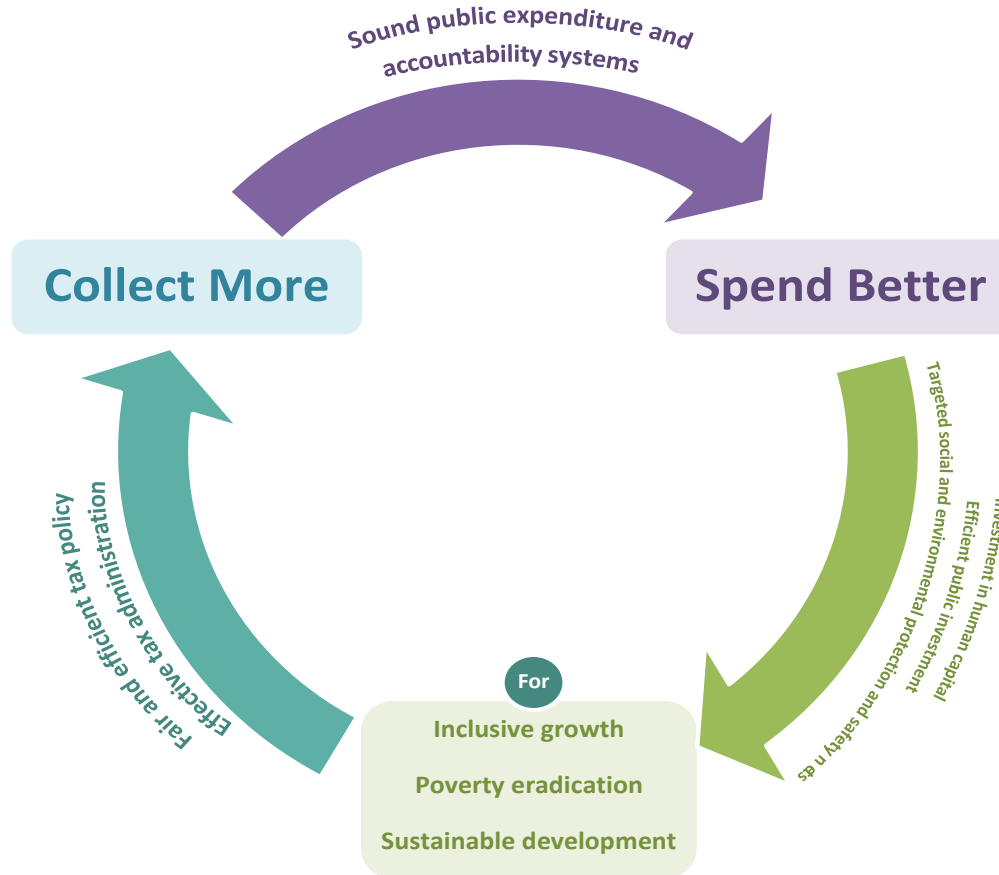 Sound public expenditure and
accountability systems
Collect More
Spend Better
Targeted social and environmental protection and safety nets
Efficient public investment
Investment in human capital
Fair and efficient tax policy
Effective tax administration
For
Inclusive growth
Poverty eradication
Sustainable development